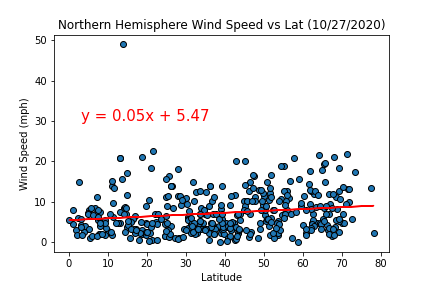 Northern Hemisphere Wind Speed vs Lat (10/27/2020)
50
40
30
20
10
0
Wind Speed (mph)
y = 0.05x + 5.47
0 10 20 30 40 50 60 70 80
Latitude